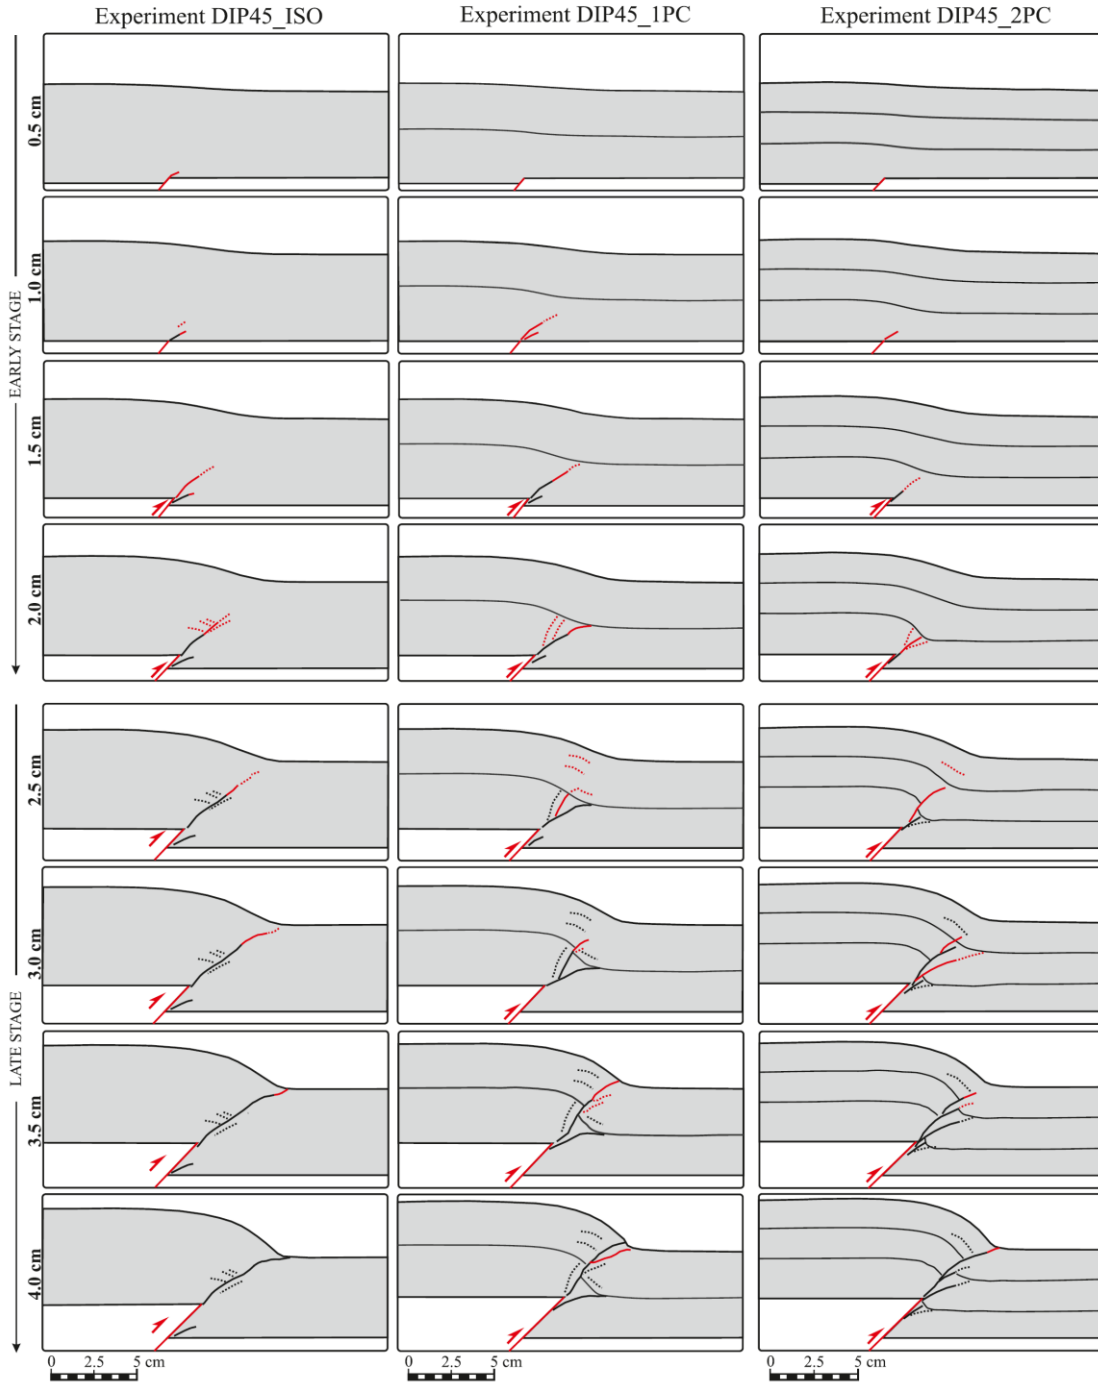 Experiment DIP45_ISO
Experiment DIP45_1PC
Experiment DIP45_2PC
EARLY STAGE
0.5 cm
1.0 cm
1.5 cm
2.0 cm
LATE STAGE
2.5 cm
3.0 cm
3.5 cm
4.0 cm
0 2.5 5 cm
0 2.5 5 cm
0 2.5 5 cm